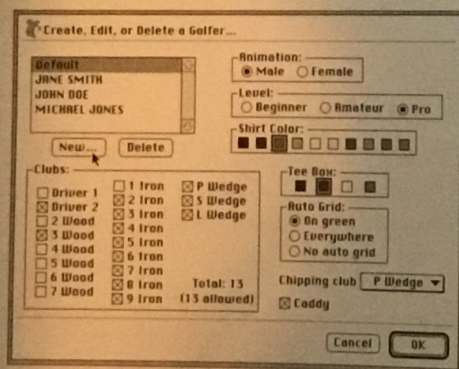 Create, Edit, or Delete a Golfer...
Default
JANE SMITH
JOHN DOE
MICHAEL JONES
New...
Delete
Animation:
Male
Female
Level:
Beginner
Amateur
Pro
Shirt Color:
Clubs:
Driver 1
Driver 2
2 Wood
3 Wood
4 Wood
5 Wood
6 Wood
7 Wood
1 Iron
2 Iron
3 Iron
4 Iron
5 Iron
6 Iron
7 Iron
8 Iron
9 Iron
P Wedge
S Wedge
L Wedge
Total: 13
(13 allowed)
Tee Box:
Auto Grid:
On green
Everywhere
No auto grid
Chipping club
P Wedge
Caddy
Cancel
OK